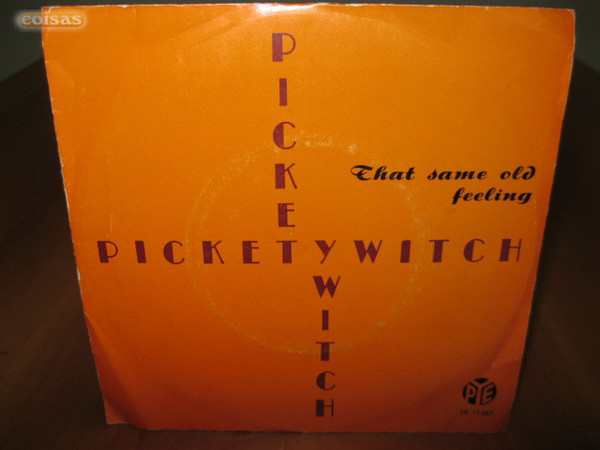 coisas
PICKETYWITCH
That same old
feeling
PICKETYWITCH
PYE